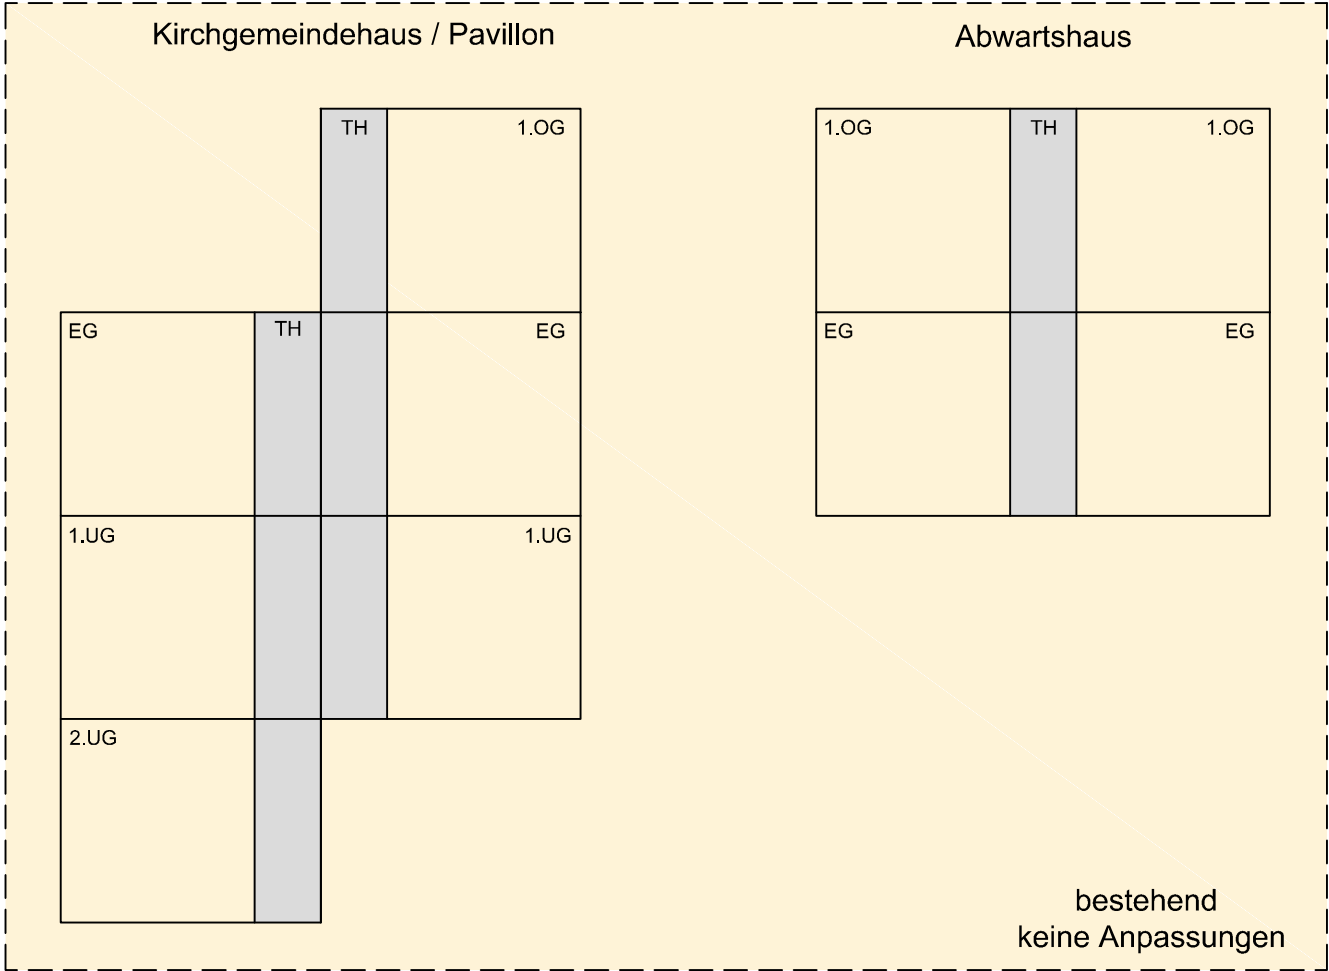 Kirchgemeindehaus / Pavillon
Abwartshaus
TH
1.OG
1.OG
TH
1.OG
EG
TH
EG
EG
EG
1.UG
1.UG
2.UG
bestehend
keine Anpassungen